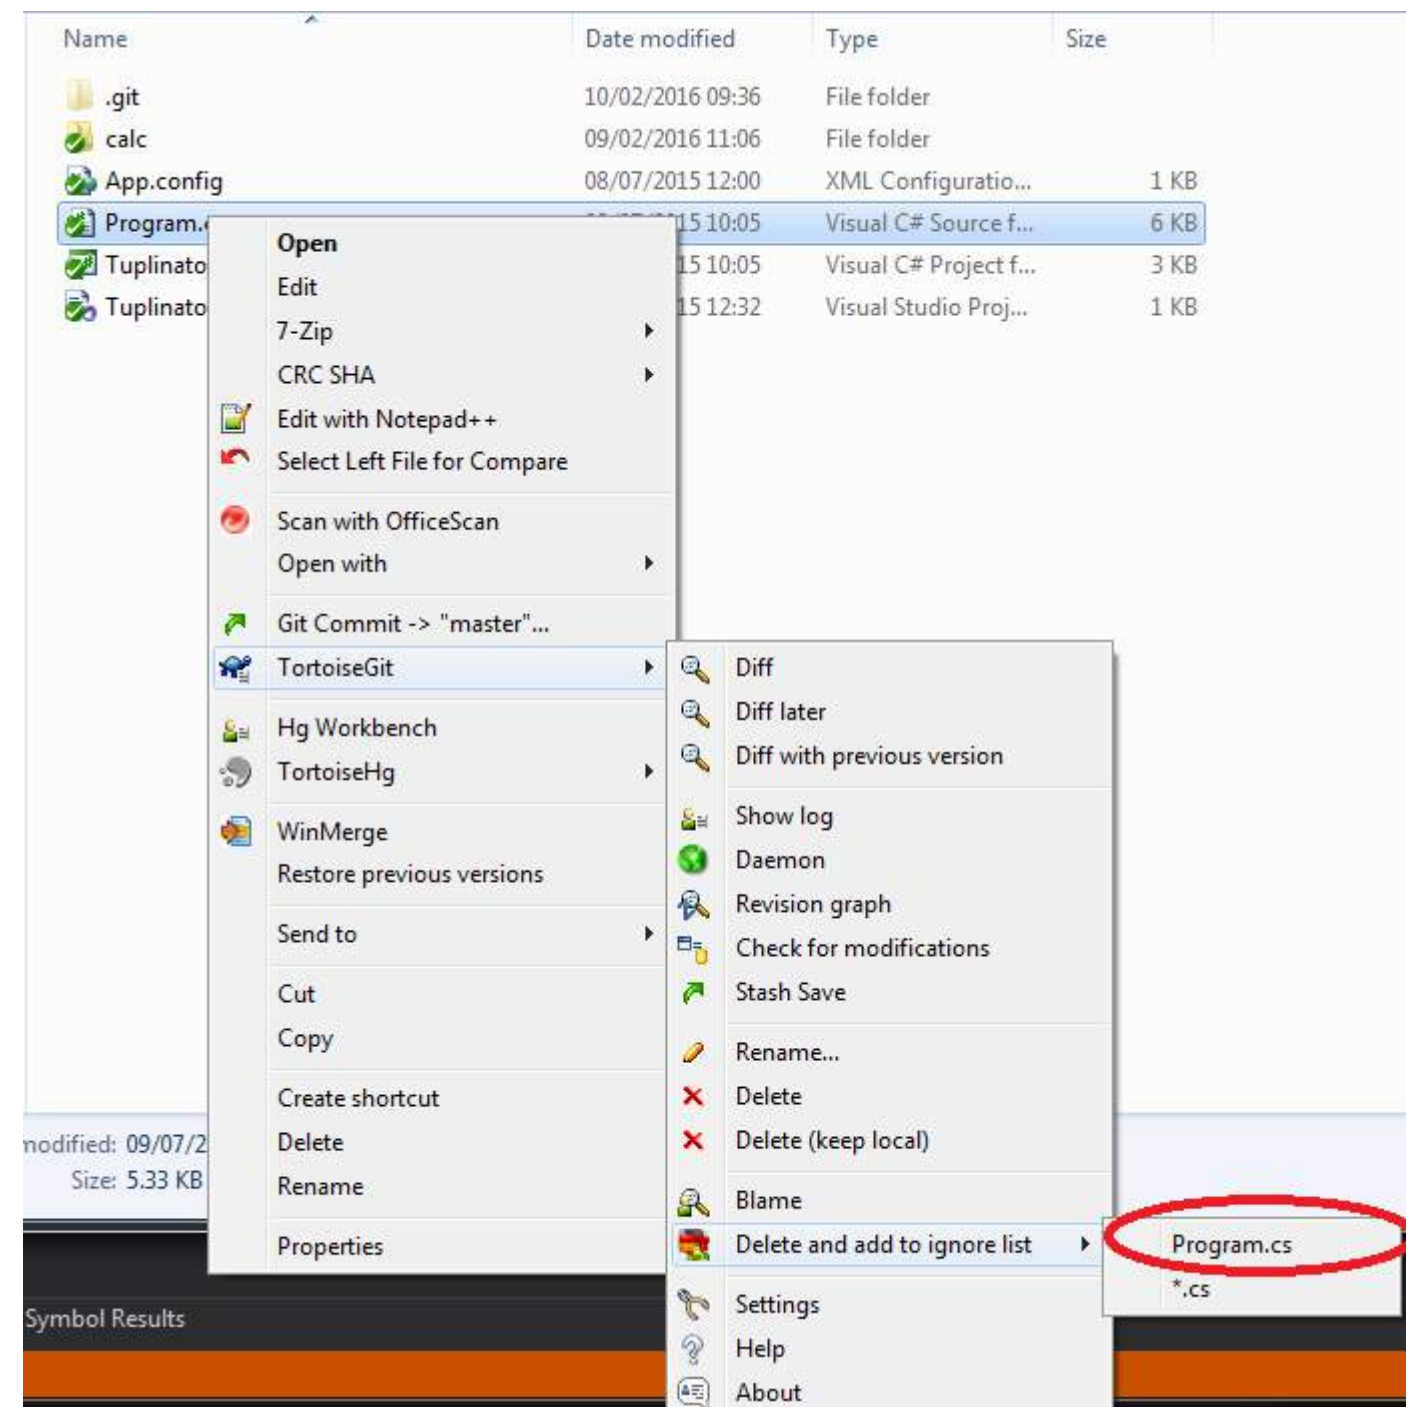 Name Date modified Type Size
.git 10/02/2016 09:36 File folder
calc 09/02/2016 11:06 File folder
App.config 08/07/2015 12:00 XML Configuratio... 1 KB
Program. 15 10:05 Visual C# Source f... 6 KB
Tuplinato 15 10:05 Visual C# Project f... 3 KB
Tuplinato 15 12:32 Visual Studio Proj... 1 KB
Open
Edit
7-Zip
CRC SHA
Edit with Notepad++
Select Left File for Compare
Scan with OfficeScan
Open with
Git Commit -> "master"...
TortoiseGit
Hg Workbench
TortoiseHg
WinMerge
Restore previous versions
Send to
Cut
Copy
Create shortcut
Delete
Rename
Properties
Diff
Diff later
Diff with previous version
Show log
Daemon
Revision graph
Check for modifications
Stash Save
Rename...
Delete
Delete (keep local)
Blame
Delete and add to ignore list
Settings
Help
About
Program.cs
*.cs
modified: 09/07/2
Size: 5.33 KB
Symbol Results